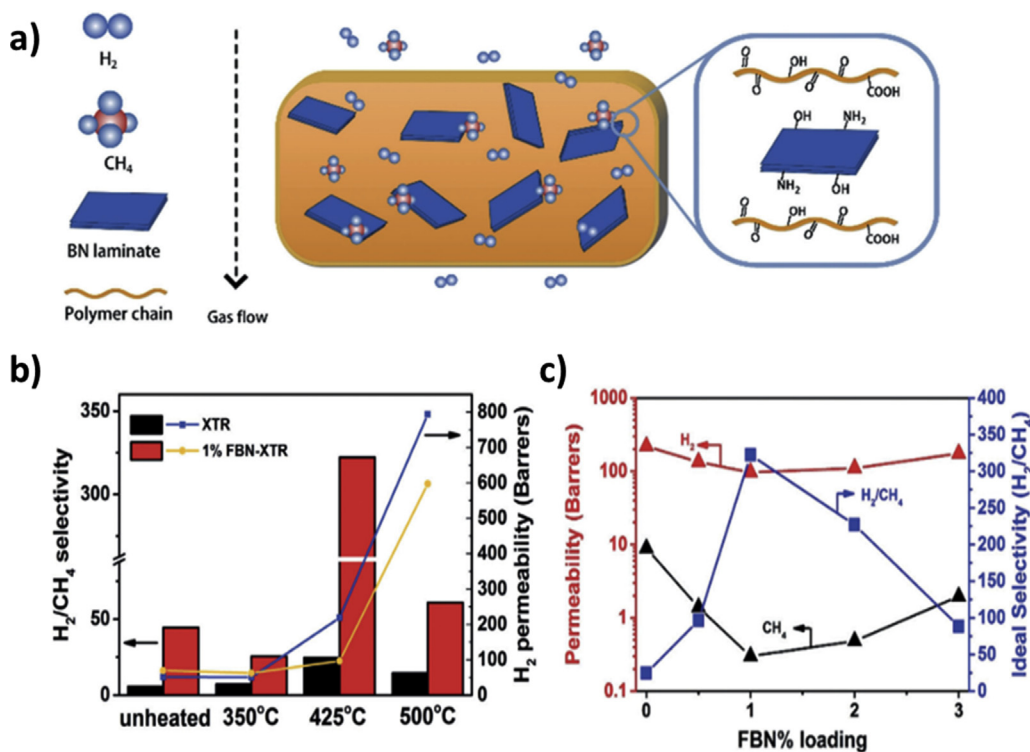 a)
H2
CH4
BN laminate
Polymer chain
Gas flow
O
OH
O
O
O
O
COOH
OH
NH2
NH2
OH
O
OH
O
O
O
O
COOH
b)
H2/CH4 selectivity
350
300
50
25
0
XTR
1% FBN-XTR
unheated 350°C 425°C 500°C
800
700
600
500
400
300
200
100
0
H2 permeability (Barrers)
c)
Permeability (Barrers)
1000
100
10
1
0.1
H2
H2/CH4
CH4
0 1 2 3
FBN% loading
400
350
300
250
200
150
100
50
0
Ideal Selectivity (H2/CH4)